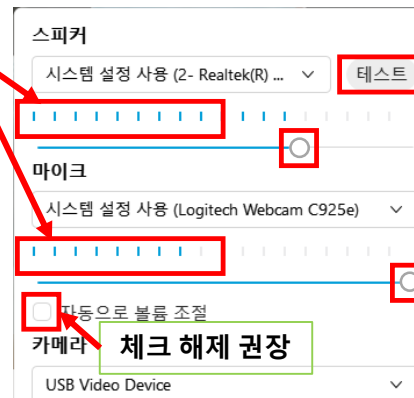 스피커
시스템 설정 사용 (2- Realtek(R) ...
테스트
마이크
시스템 설정 사용 (Logitech Webcam C925e)
자동으로 볼륨 조절
카메라
체크 해제 권장
USB Video Device